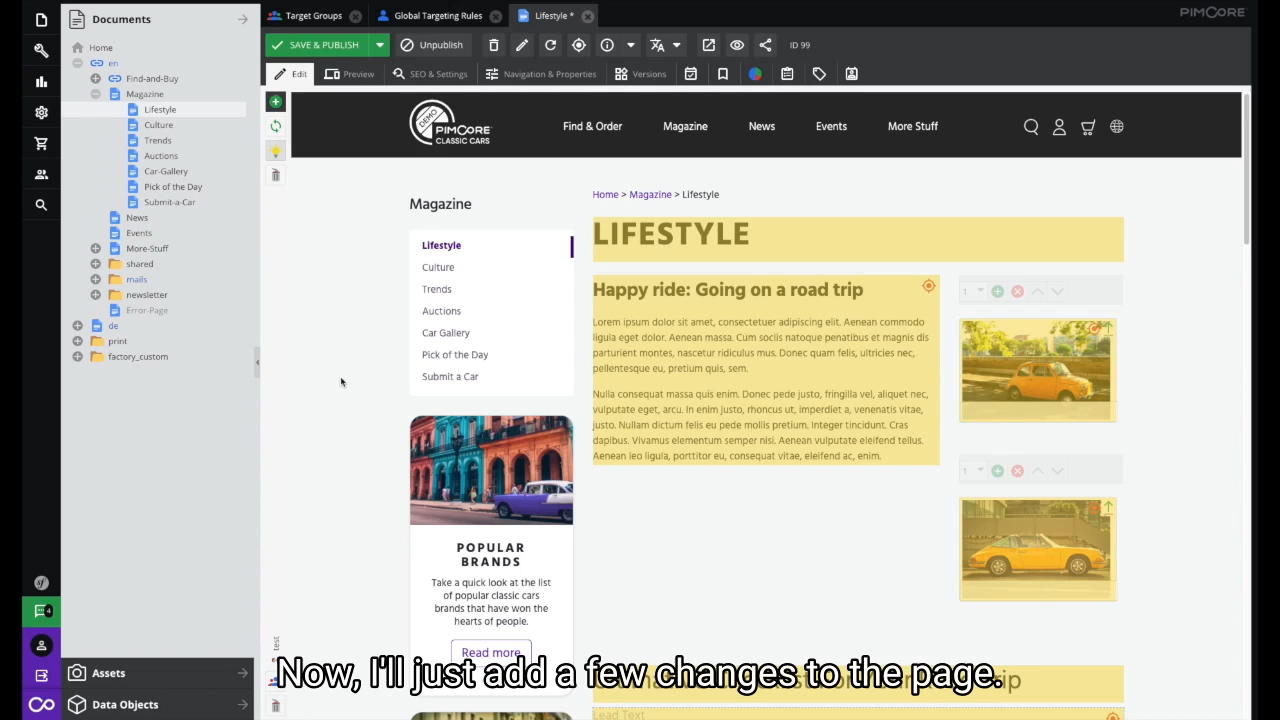 Documents
Target Groups
Global Targeting Rules
Lifestyle *
PIMCORE
SAVE & PUBLISH
Unpublish
ID 99
Edit
Preview
SEO & Settings
Navigation & Properties
Versions
Home
en
Find-and-Buy
Magazine
Lifestyle
Culture
Trends
Auctions
Car-Gallery
Pick of the Day
Submit-a-Car
News
Events
More-Stuff
shared
mails
newsletter
Error-Page
de
print
factory_custom
4
Assets
Data Objects
test
DEMO
PIMCORE
CLASSIC CARS
Find & Order
Magazine
News
Events
More Stuff
Magazine
Lifestyle
Culture
Trends
Auctions
Car Gallery
Pick of the Day
Submit a Car
POPULAR
BRANDS
Take a quick look at the list
of popular classic cars
brands that have won the
hearts of people.
Read more
Home > Magazine > Lifestyle
LIFESTYLE
Happy ride: Going on a road trip
Lorem ipsum dolor sit amet, consectetuer adipiscing elit. Aenean commodo
ligula eget dolor. Aenean massa. Cum sociis natoque penatibus et magnis dis
parturient montes, nascetur ridiculus mus. Donec quam felis, ultricies nec,
pellentesque eu, pretium quis, sem.
Nulla consequat massa quis enim. Donec pede justo, fringilla vel, aliquet nec,
vulputate eget, arcu. In enim justo, rhoncus ut, imperdiet a, venenatis vitae,
justo. Nullam dictum felis eu pede mollis pretium. Integer tincidunt. Cras
dapibus. Vivamus elementum semper nisi. Aenean vulputate eleifend tellus.
Aenean leo ligula, porttitor eu, consequat vitae, eleifend ac, enim.
1
1
trip
Lead Text
Now, I'll just add a few changes to the page.